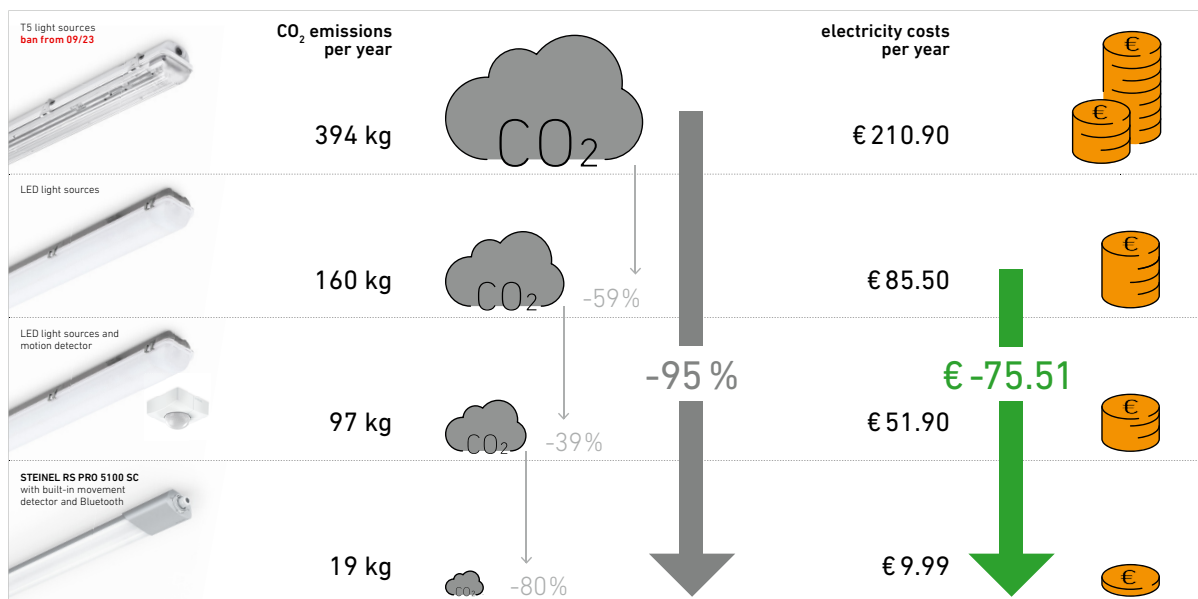 T5 light sources
ban from 09/23
CO₂ emissions
per year
electricity costs
per year
394 kg
CO₂
€ 210.90
€
€
LED light sources
160 kg
CO₂
-59 %
€ 85.50
€
LED light sources and
motion detector
-95 %
€ -75.51
97 kg
CO₂
-39 %
€ 51.90
€
STEINEL RS PRO 5100 SC
with built-in movement
detector and Bluetooth
19 kg
CO₂
-80 %
€ 9.99
€